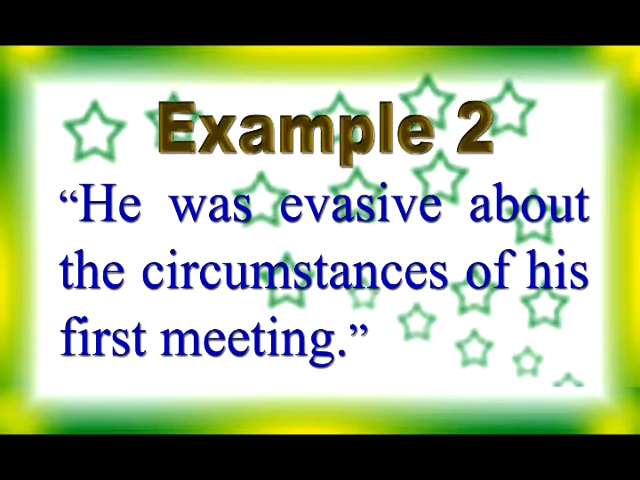 Example 2
“He was evasive about
the circumstances of his
first meeting.”